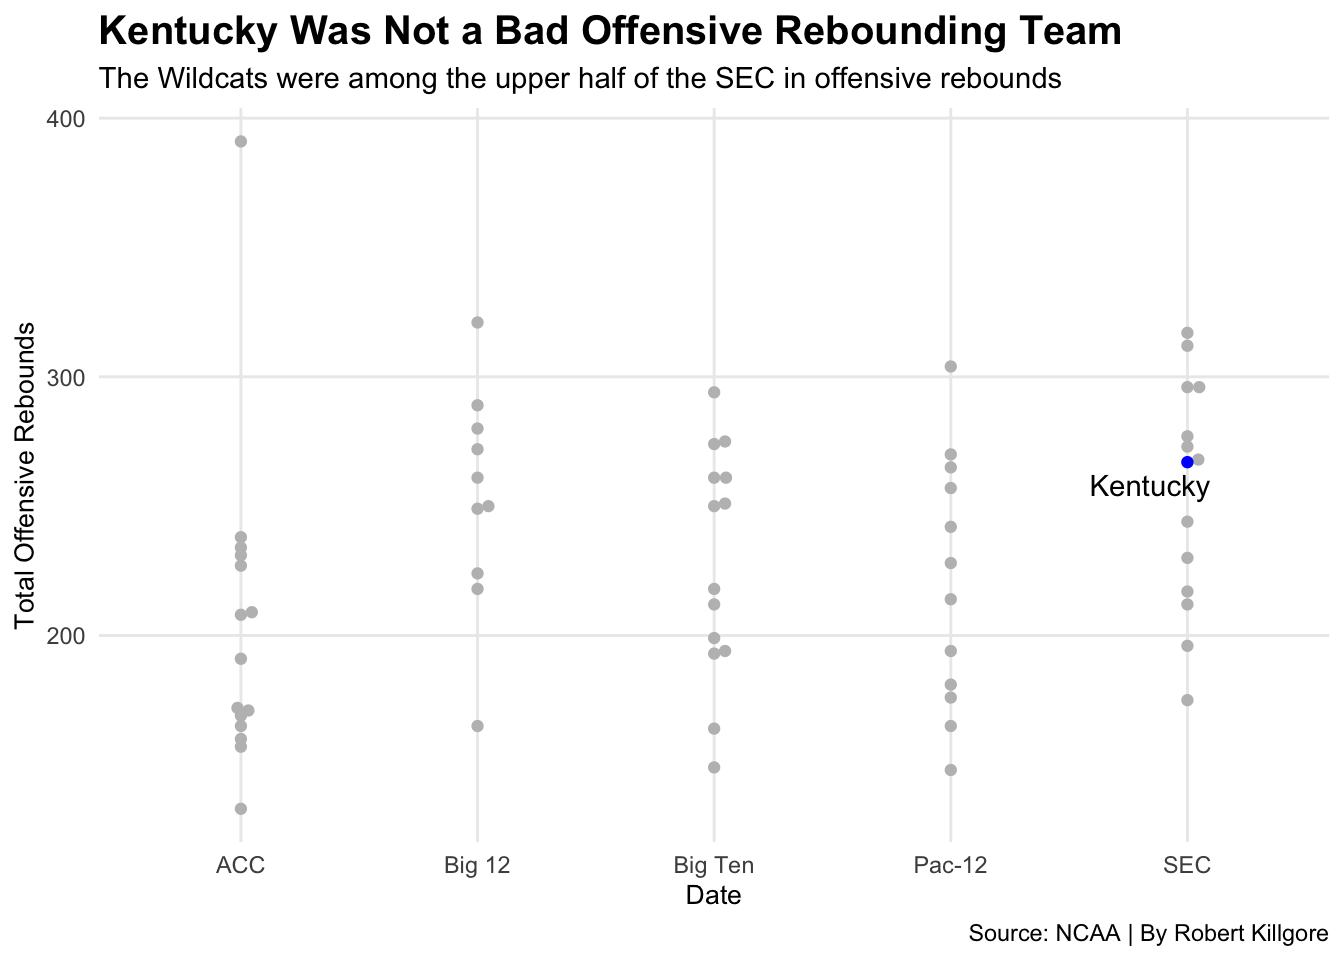 Kentucky Was Not a Bad Offensive Rebounding Team
The Wildcats were among the upper half of the SEC in offensive rebounds
Total Offensive Rebounds
400
300
200
Kentucky
ACC
Big 12
Big Ten
Pac-12
SEC
Date
Source: NCAA | By Robert Killgore